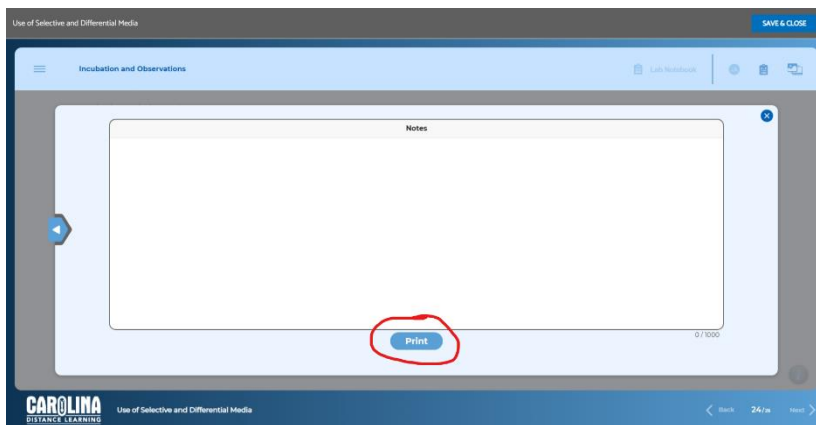 Use of Selective and Differential Media
SAVE & CLOSE
Incubation and Observations
Lab Notebook
Notes
Print
0 / 1000
CAROLINA
DISTANCE LEARNING
Use of Selective and Differential Media
Back
24/
Next